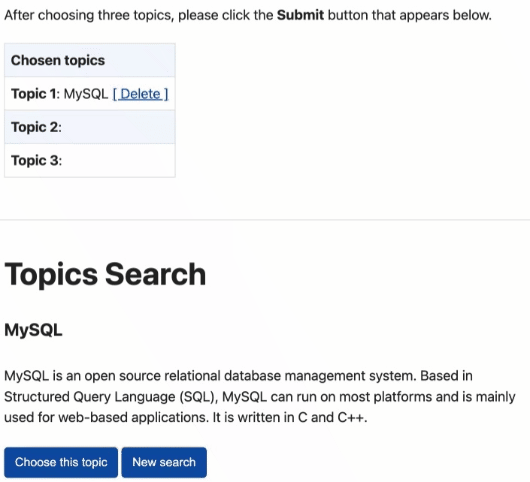 After choosing three topics, please click the Submit button that appears below.
Chosen topics
Topic 1: MySQL [ Delete ]
Topic 2:
Topic 3:
Topics Search
MySQL
MySQL is an open source relational database management system. Based in
Structured Query Language (SQL), MySQL can run on most platforms and is mainly
used for web-based applications. It is written in C and C++.
Choose this topic New search